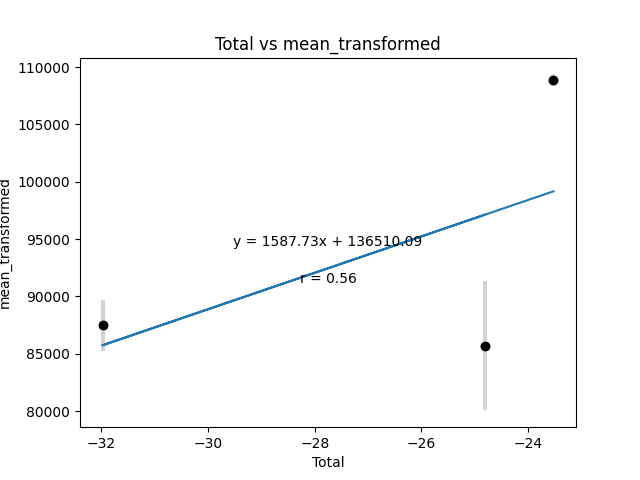 Total vs mean_transformed
110000
105000
100000
95000
90000
85000
80000
mean_transformed
y = 1587.73x + 136510.09
r = 0.56
−32
−30
−28
−26
−24
Total